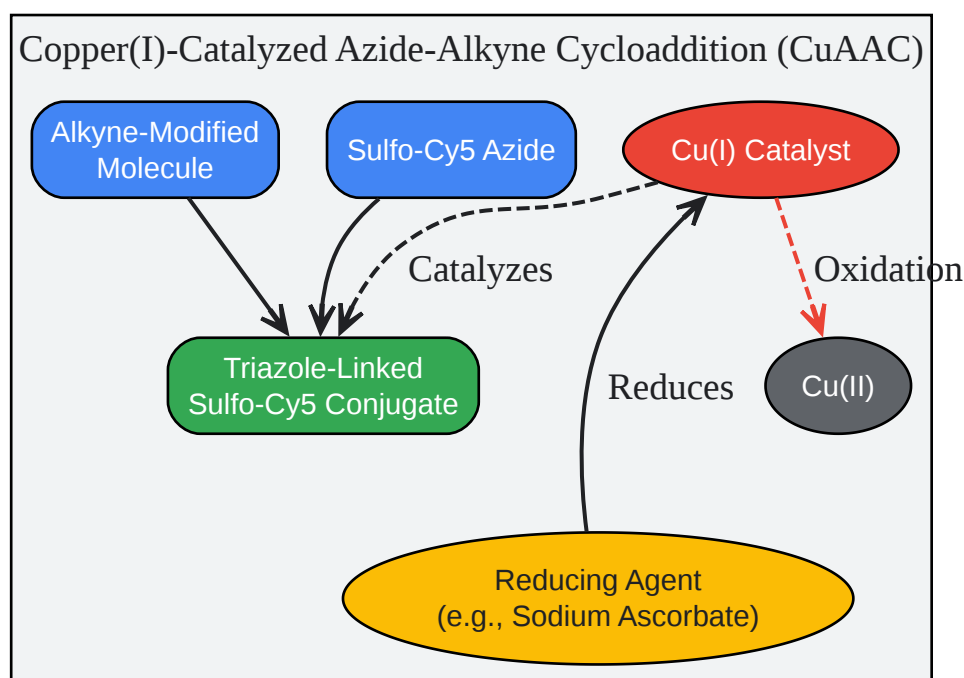 Copper(I)-Catalyzed Azide-Alkyne Cycloaddition (CuAAC)
Alkyne-Modified
Molecule
Sulfo-Cy5 Azide
Cu(I) Catalyst
Catalyzes
Oxidation
Triazole-Linked
Sulfo-Cy5 Conjugate
Reduces
Cu(II)
Reducing Agent
(e.g., Sodium Ascorbate)